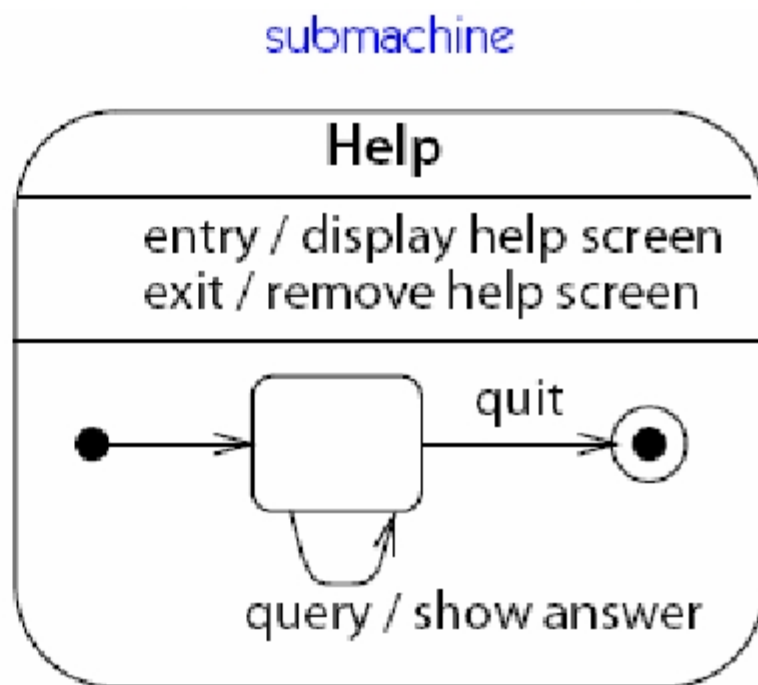 submachine
Help
entry / display help screen
exit / remove help screen
quit
query / show answer